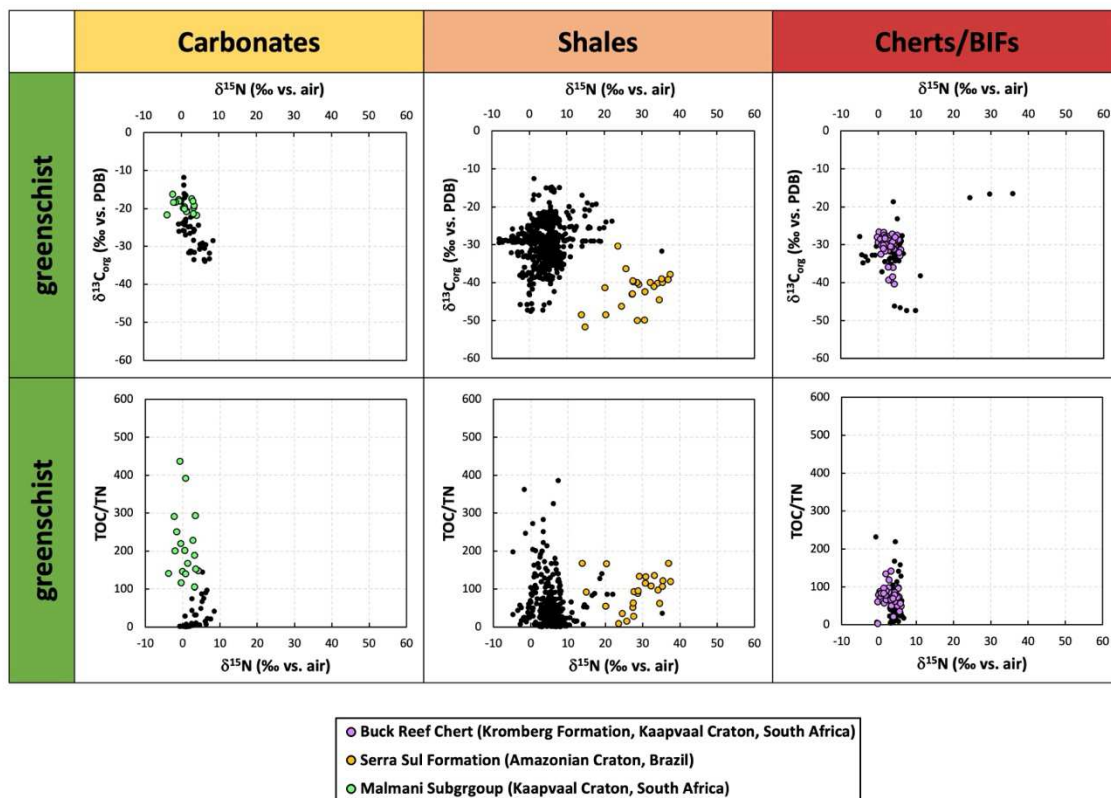 Carbonates
Shales
Cherts/BIFs
greenschist
δ15N (‰ vs. air)
-10 0 10 20 30 40 50 60
δ13Corg (‰ vs. PDB)
0
-10
-20
-30
-40
-50
-60
δ15N (‰ vs. air)
-10 0 10 20 30 40 50 60
δ13Corg (‰ vs. PDB)
0
-10
-20
-30
-40
-50
-60
δ15N (‰ vs. air)
-10 0 10 20 30 40 50 60
δ13Corg (‰ vs. PDB)
0
-10
-20
-30
-40
-50
-60
greenschist
TOC/TN
600
500
400
300
200
100
0
-10 0 10 20 30 40 50 60
δ15N (‰ vs. air)
TOC/TN
600
500
400
300
200
100
0
-10 0 10 20 30 40 50 60
δ15N (‰ vs. air)
TOC/TN
600
500
400
300
200
100
0
-10 0 10 20 30 40 50 60
δ15N (‰ vs. air)
Buck Reef Chert (Kromberg Formation, Kaapvaal Craton, South Africa)
Serra Sul Formation (Amazonian Craton, Brazil)
Malmani Subgrgoup (Kaapvaal Craton, South Africa)